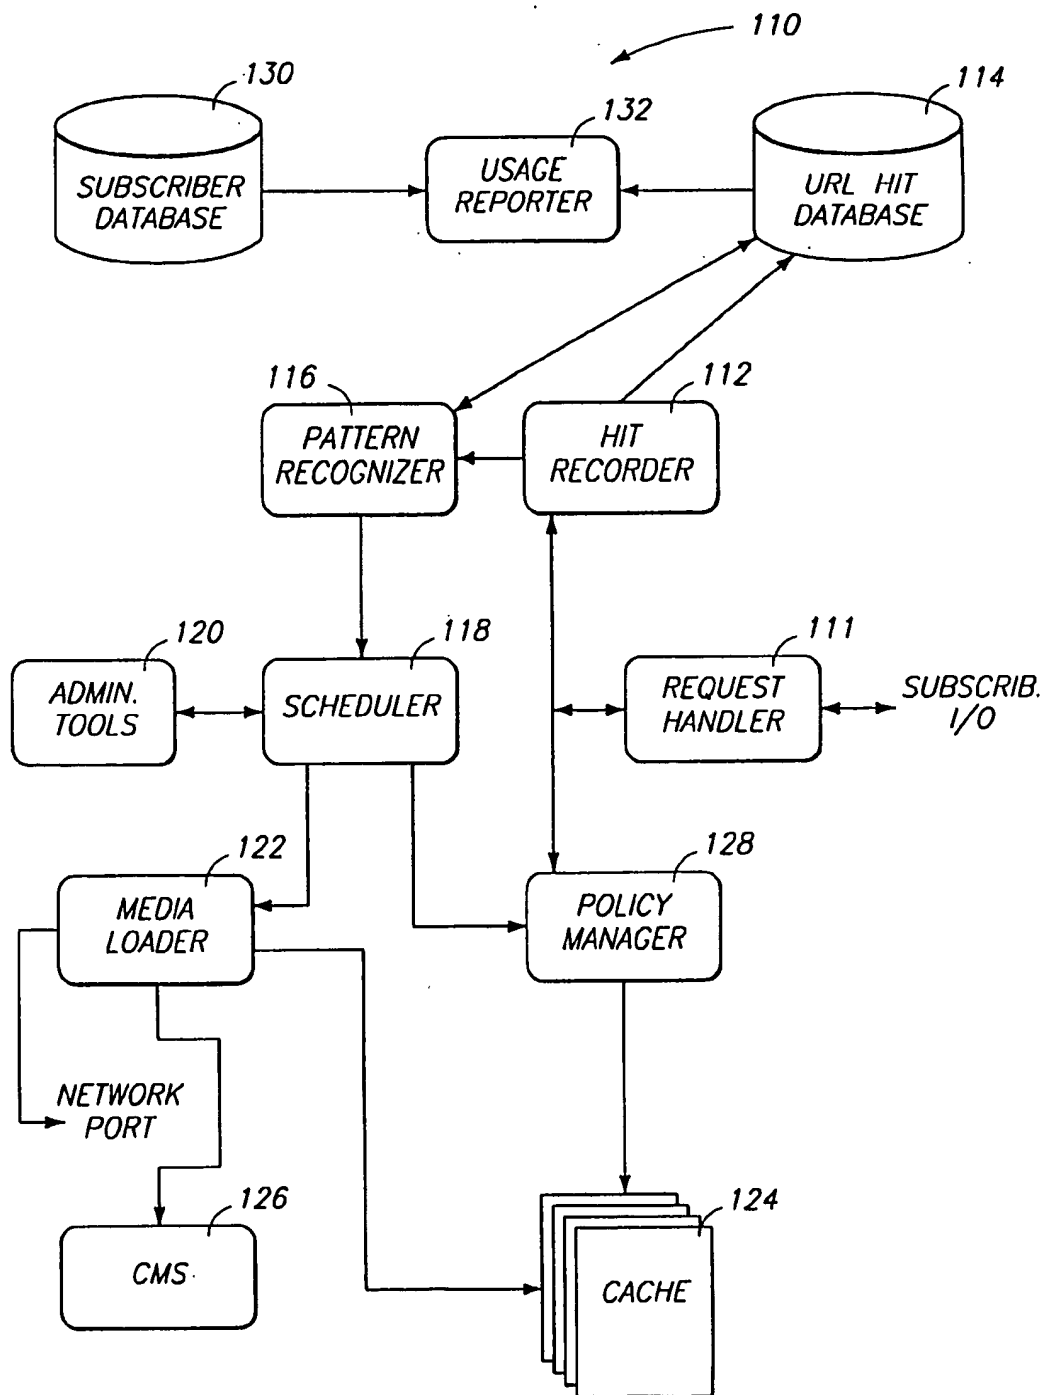 110
130
132
114
SUBSCRIBER
DATABASE
USAGE
REPORTER
URL HIT
DATABASE
116
112
PATTERN
RECOGNIZER
HIT
RECORDER
120
118
111
ADMIN.
TOOLS
SCHEDULER
REQUEST
HANDLER
SUBSCRIB.
I/O
122
128
MEDIA
LOADER
POLICY
MANAGER
NETWORK
PORT
126
124
CMS
CACHE